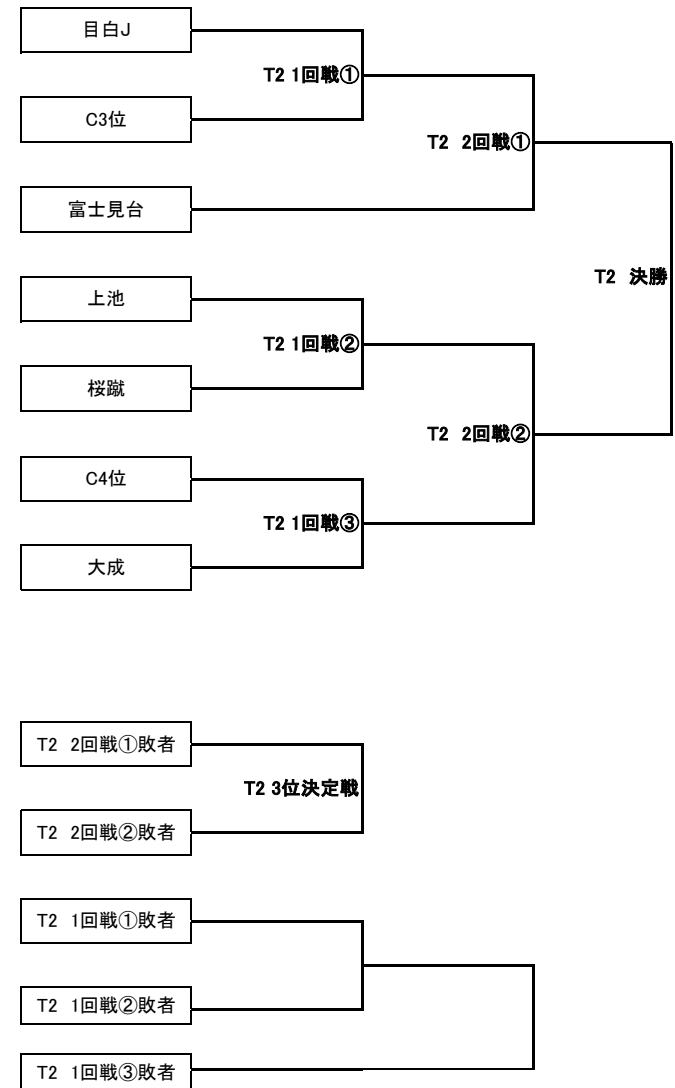 目白J
T2 1回戦①
C3位
T2 2回戦①
富士見台
T2 決勝
上池
T2 1回戦②
桜蹴
T2 2回戦②
C4位
T2 1回戦③
大成
T2 2回戦①敗者
T2 3位決定戦
T2 2回戦②敗者
T2 1回戦①敗者
T2 1回戦②敗者
T2 1回戦③敗者